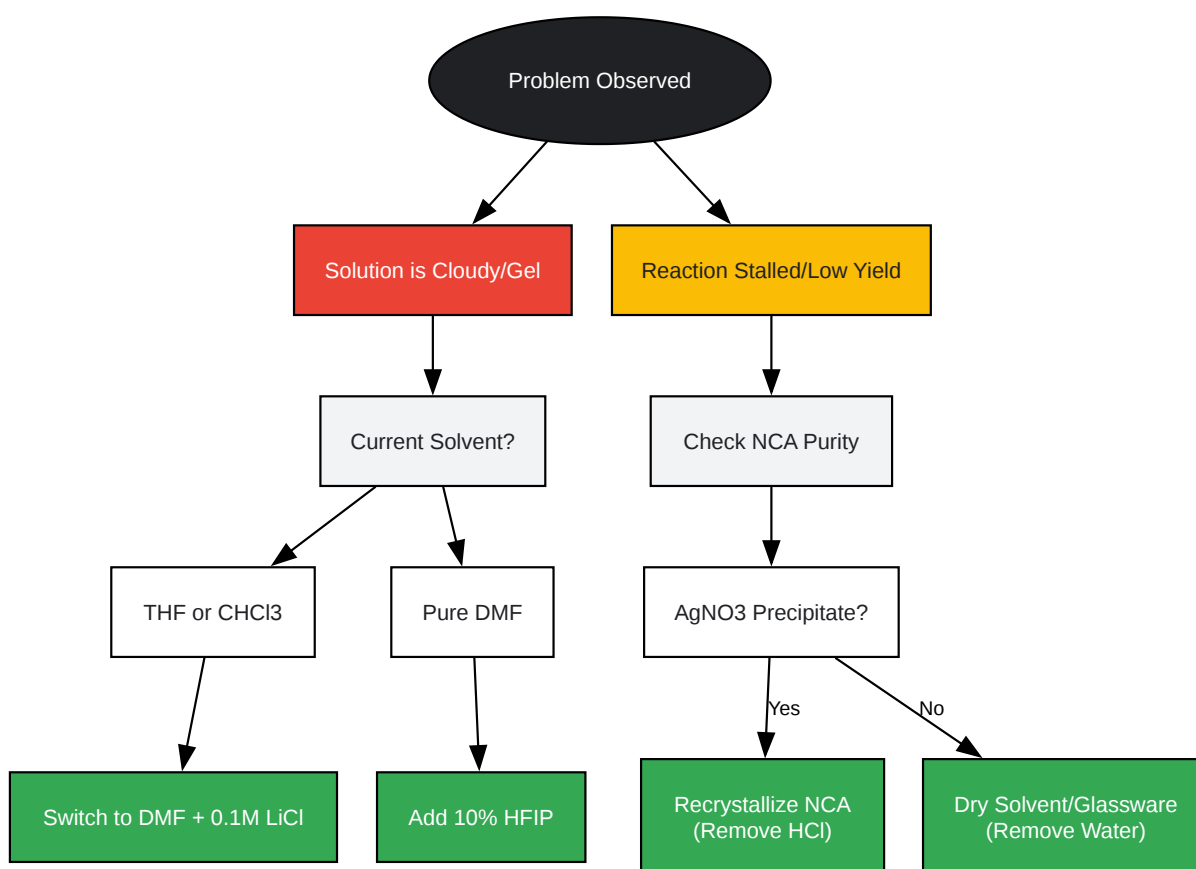 Problem Observed
Solution is Cloudy/Gel
Reaction Stalled/Low Yield
Current Solvent?
Check NCA Purity
THF or CHCl3
Pure DMF
AgNO3 Precipitate?
Yes
No
Switch to DMF + 0.1M LiCl
Add 10% HFIP
Recrystallize NCA
(Remove HCl)
Dry Solvent/Glassware
(Remove Water)